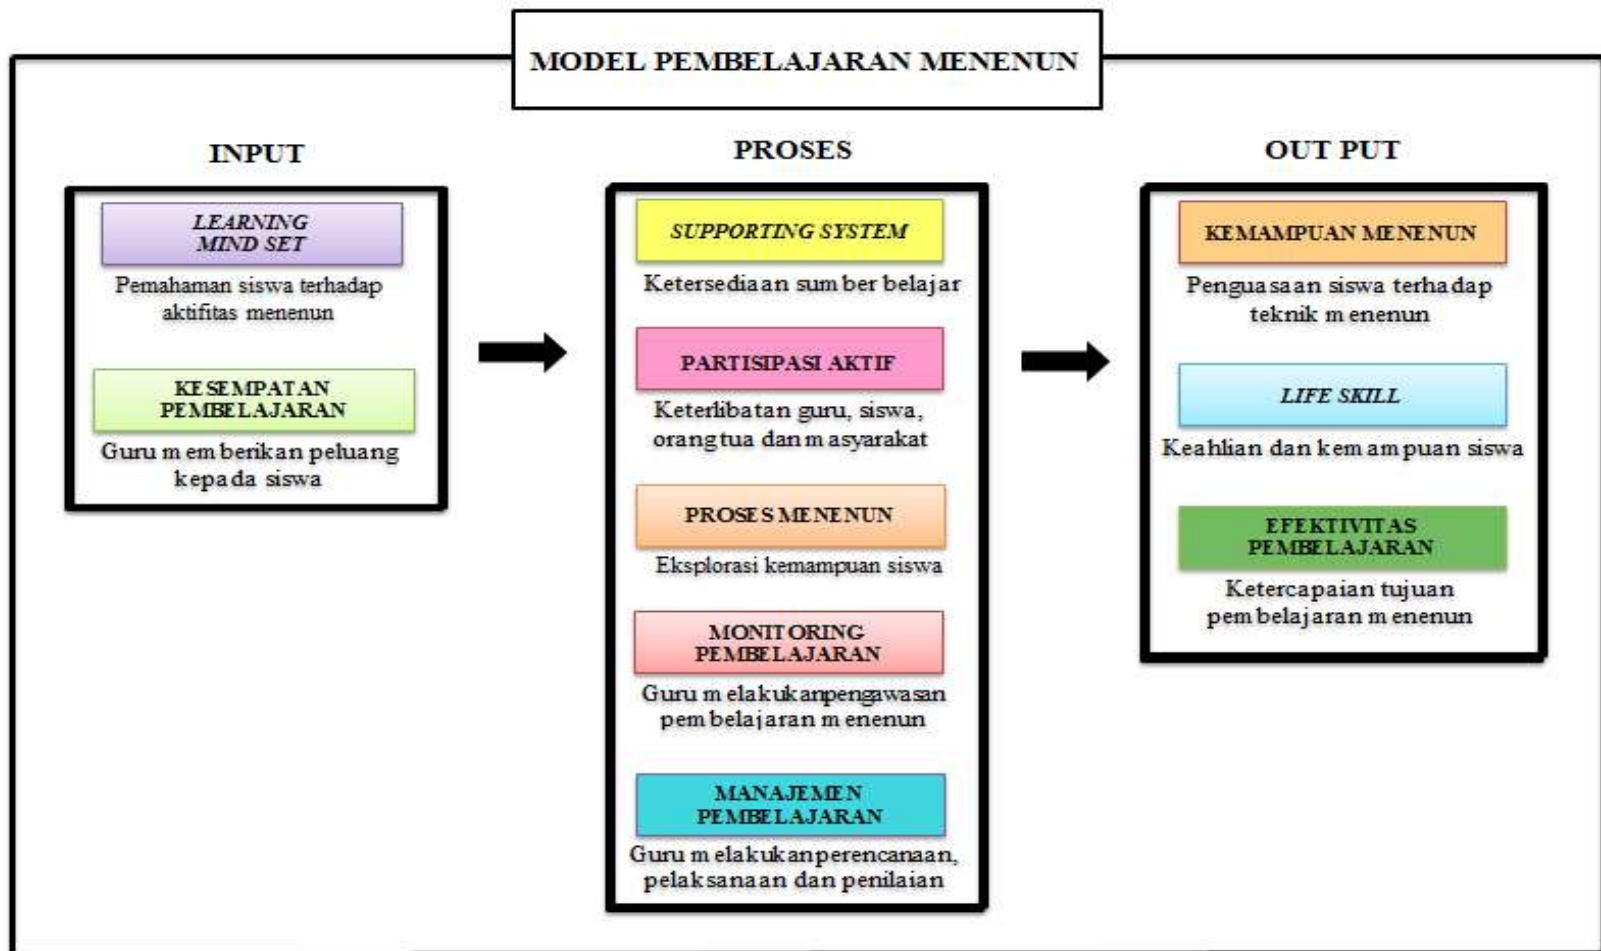 MODEL PEMBELAJARAN MENENUN
INPUT
LEARNING
MIND SET
Pemahaman siswa terhadap
aktifitas menenun
KESEMPATAN
PEMBELAJARAN
Guru memberikan peluang
kepada siswa
PROSES
SUPPORTING SYSTEM
Ketersediaan sumber belajar
PARTISIPASI AKTIF
Keterlibatan guru, siswa,
orangtua dan masyarakat
PROSES MENENUN
Eksplorasi kemampuan siswa
MONITORING
PEMBELAJARAN
Guru melakukanpengawasan
pembelajaran menenun
MANAJEMEN
PEMBELAJARAN
Guru melakukanperencanaan,
pelaksanaan dan penilaian
OUT PUT
KEMAMPUAN MENENUN
Penguasaan siswa terhadap
teknik menenun
LIFE SKILL
Keahlian dan kemampuan siswa
EFEKTIVITAS
PEMBELAJARAN
Ketercapaian tujuan
pembelajaran menenun